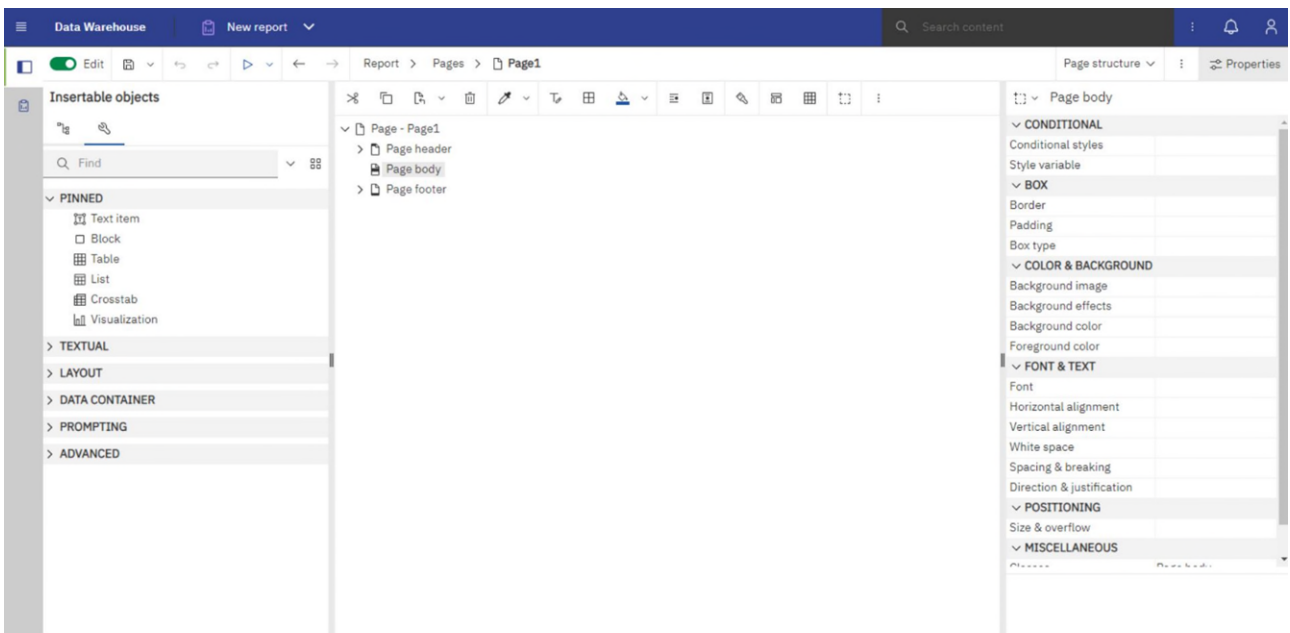 Data Warehouse
New report
Search content
Edit
Report > Pages > Page1
Page structure
Properties
Insertable objects
Find
PINNED
Text item
Block
Table
List
Crosstab
Visualization
TEXTUAL
LAYOUT
DATA CONTAINER
PROMPTING
ADVANCED
Page - Page1
Page header
Page body
Page footer
Page body
CONDITIONAL
Conditional styles
Style variable
BOX
Border
Padding
Box type
COLOR & BACKGROUND
Background image
Background effects
Background color
Foreground color
FONT & TEXT
Font
Horizontal alignment
Vertical alignment
White space
Spacing & breaking
Direction & justification
POSITIONING
Size & overflow
MISCELLANEOUS